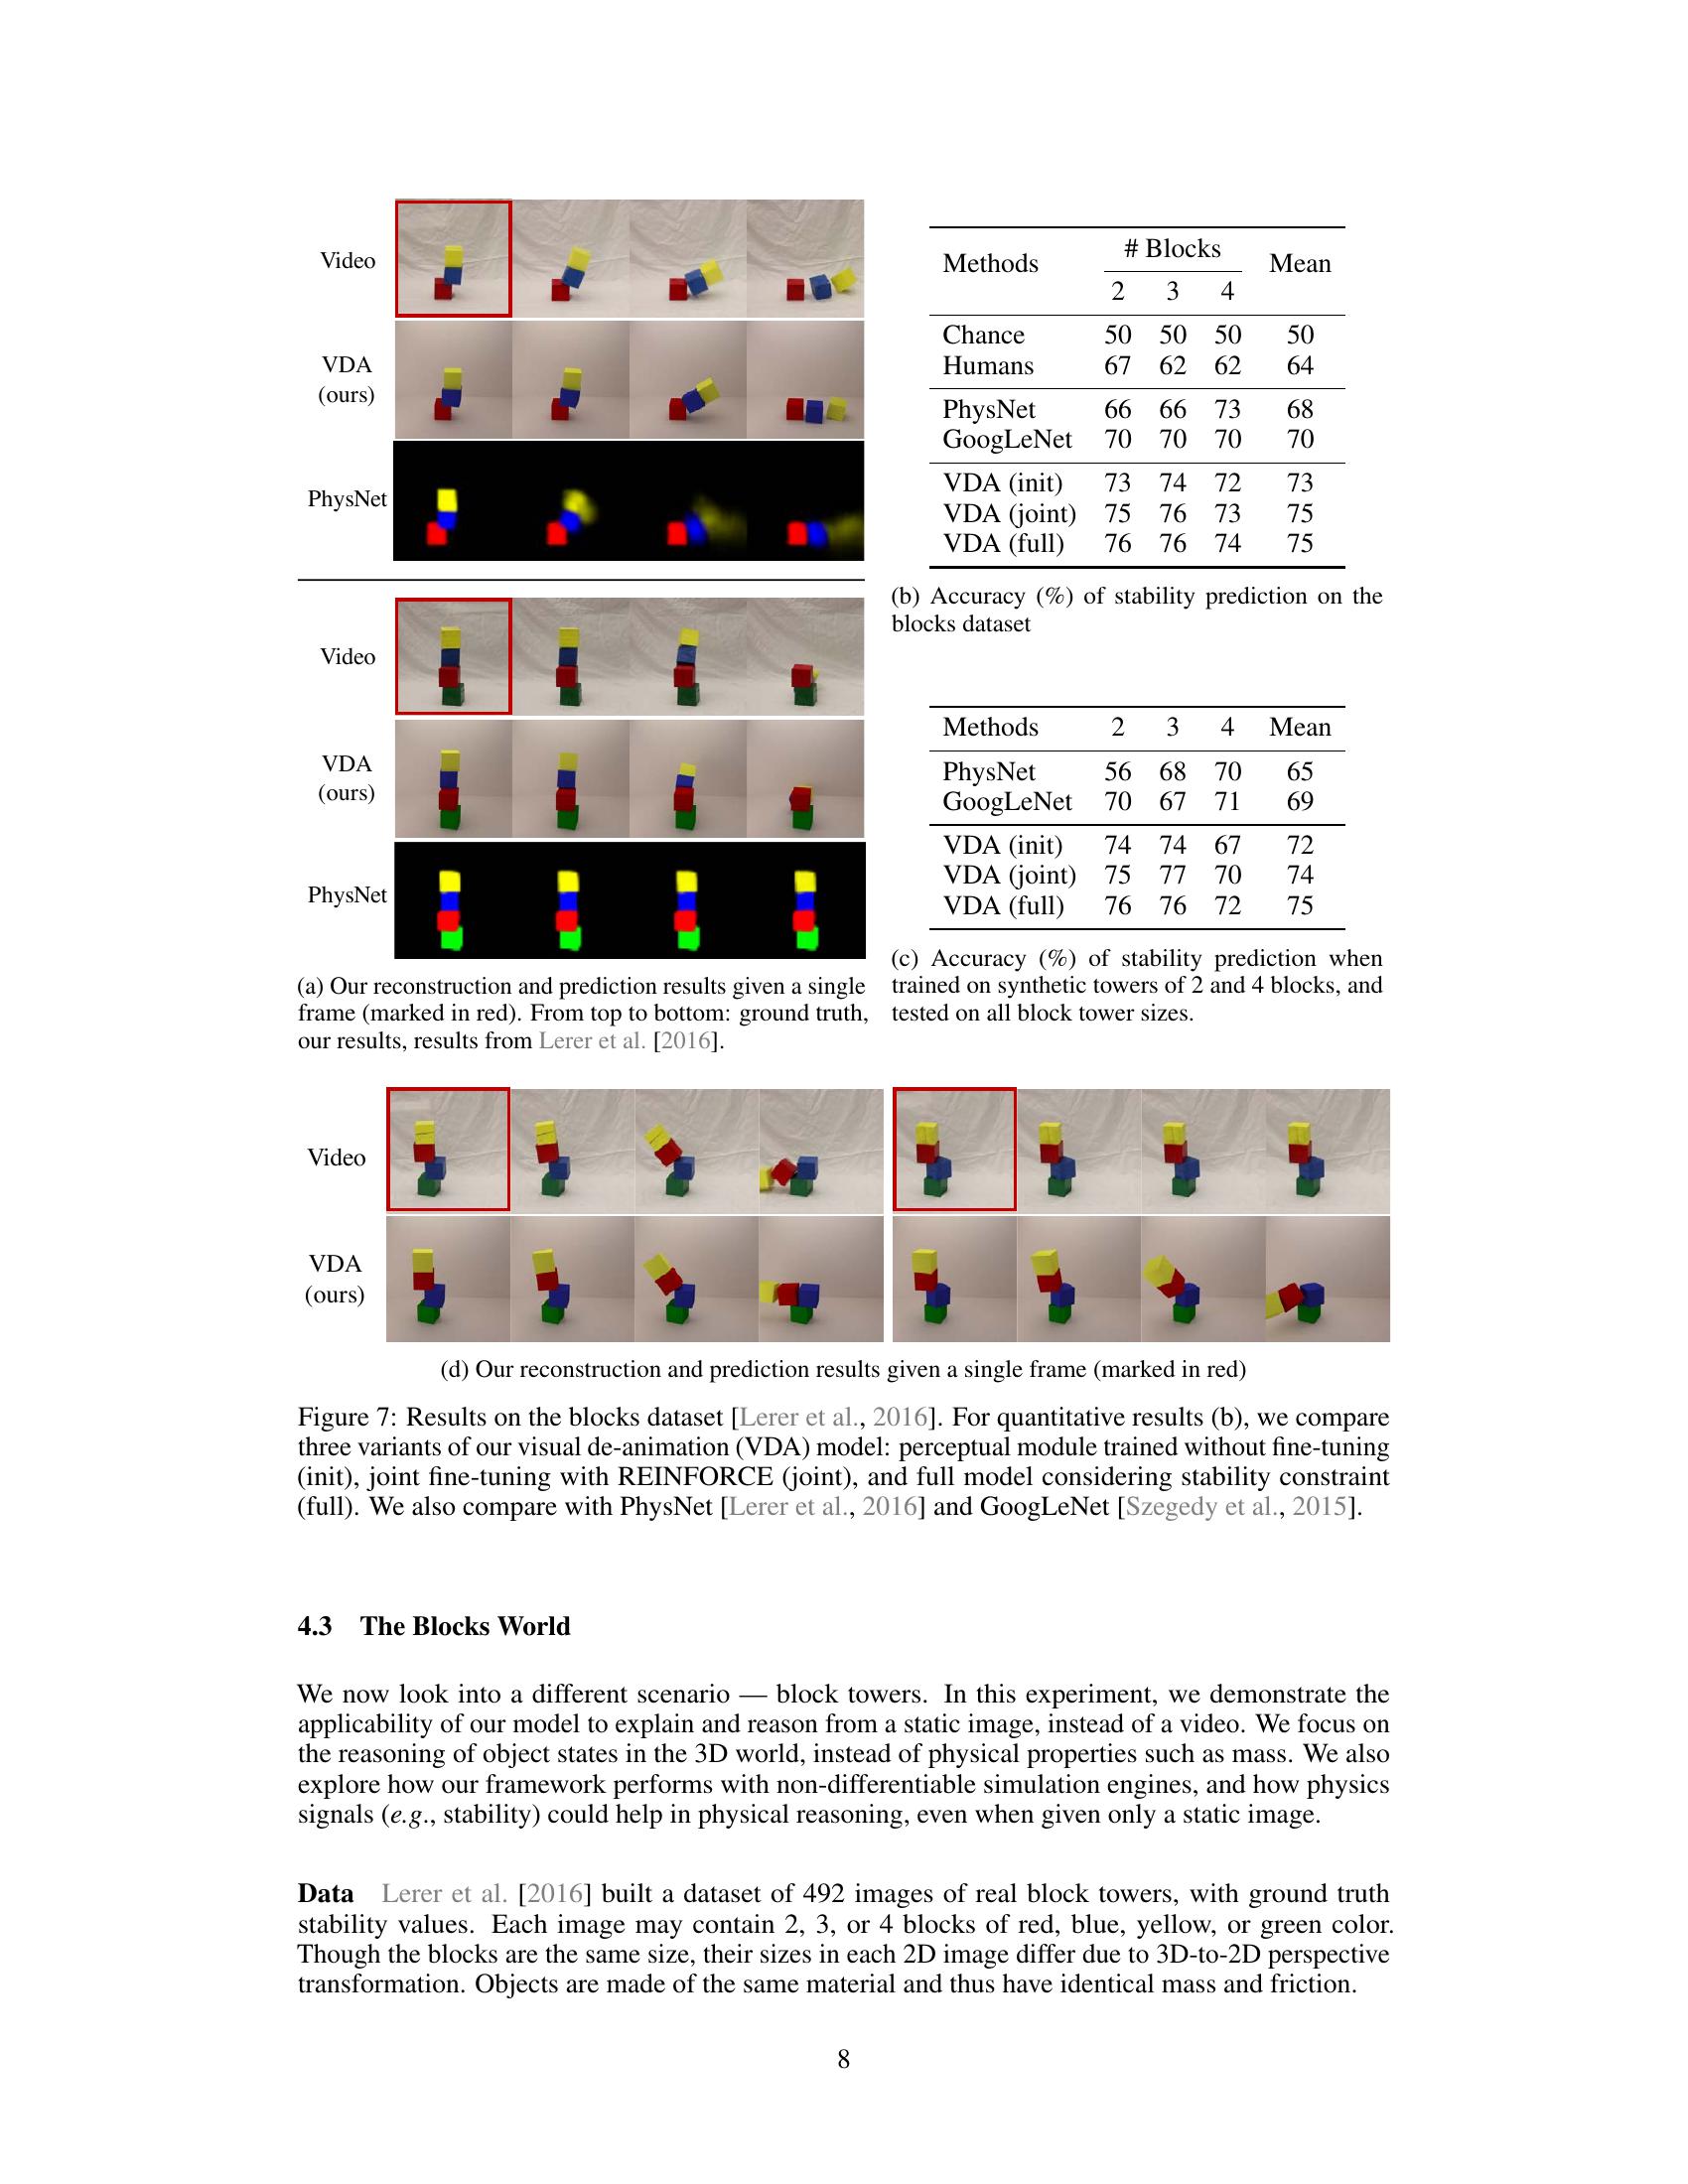 Video
VDA
(ours)
PhysNet
Video
VDA
(ours)
PhysNet
(a) Our reconstruction and prediction results given a single
frame (marked in red). From top to bottom: ground truth,
our results, results from Lerer et al. [2016].
Methods # Blocks Mean
2 3 4
Chance 50 50 50 50
Humans 67 62 62 64
PhysNet 66 66 73 68
GoogLeNet 70 70 70 70
VDA (init) 73 74 72 73
VDA (joint) 75 76 73 75
VDA (full) 76 76 74 75
(b) Accuracy (%) of stability prediction on the
blocks dataset
Methods 2 3 4 Mean
PhysNet 56 68 70 65
GoogLeNet 70 67 71 69
VDA (init) 74 74 67 72
VDA (joint) 75 77 70 74
VDA (full) 76 76 72 75
(c) Accuracy (%) of stability prediction when
trained on synthetic towers of 2 and 4 blocks, and
tested on all block tower sizes.
Video
VDA
(ours)
(d) Our reconstruction and prediction results given a single frame (marked in red)
Figure 7: Results on the blocks dataset [Lerer et al., 2016]. For quantitative results (b), we compare
three variants of our visual de-animation (VDA) model: perceptual module trained without fine-tuning
(init), joint fine-tuning with REINFORCE (joint), and full model considering stability constraint
(full). We also compare with PhysNet [Lerer et al., 2016] and GoogLeNet [Szegedy et al., 2015].
4.3 The Blocks World
We now look into a different scenario — block towers. In this experiment, we demonstrate the
applicability of our model to explain and reason from a static image, instead of a video. We focus on
the reasoning of object states in the 3D world, instead of physical properties such as mass. We also
explore how our framework performs with non-differentiable simulation engines, and how physics
signals (e.g., stability) could help in physical reasoning, even when given only a static image.
Data Lerer et al. [2016] built a dataset of 492 images of real block towers, with ground truth
stability values. Each image may contain 2, 3, or 4 blocks of red, blue, yellow, or green color.
Though the blocks are the same size, their sizes in each 2D image differ due to 3D-to-2D perspective
transformation. Objects are made of the same material and thus have identical mass and friction.
8